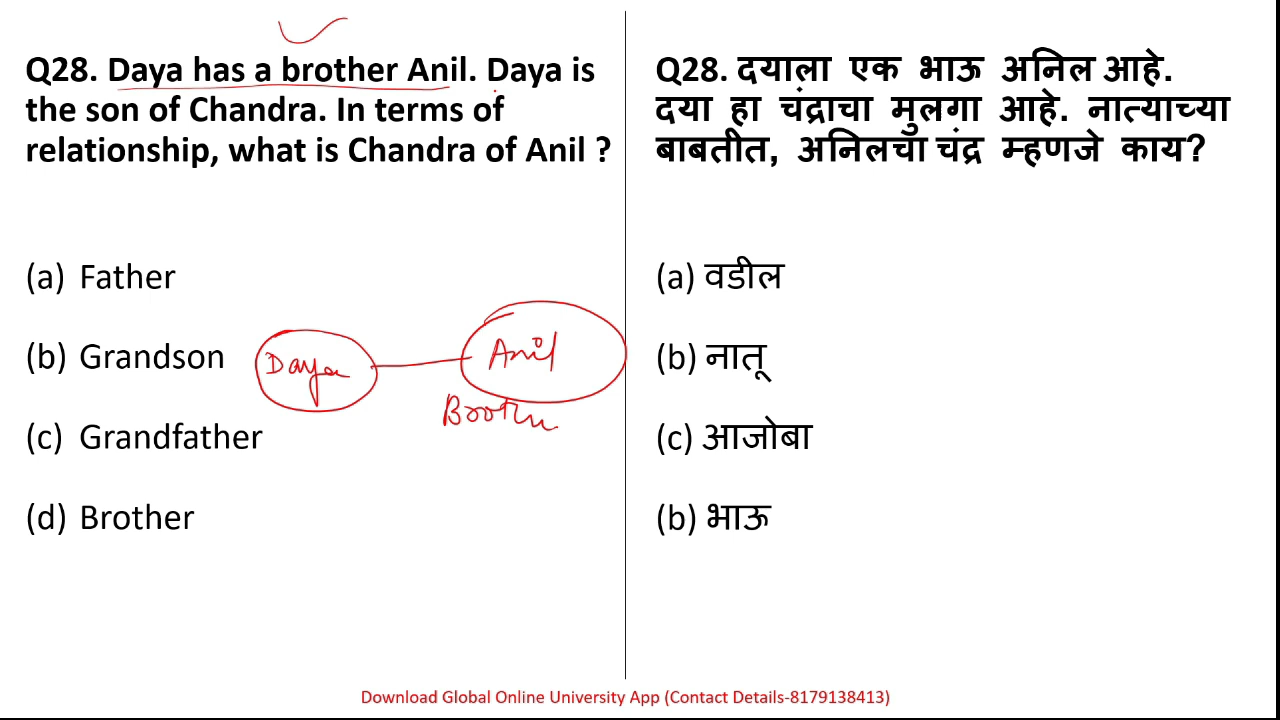 Q28. Daya has a brother Anil. Daya is
the son of Chandra. In terms of
relationship, what is Chandra of Anil ?
(a) Father
(b) Grandson
(c) Grandfather
(d) Brother
Daya
Anil
Q28. दयाला एक भाऊ अनिल आहे.
दया हा चंद्राचा मुलगा आहे. नात्याच्या
बाबतीत, अनिलचा चंद्र म्हणजे काय?
(a) वडील
(b) नातू
(c) आजोबा
(b) भाऊ
Download Global Online University App (Contact Details-8179138413)